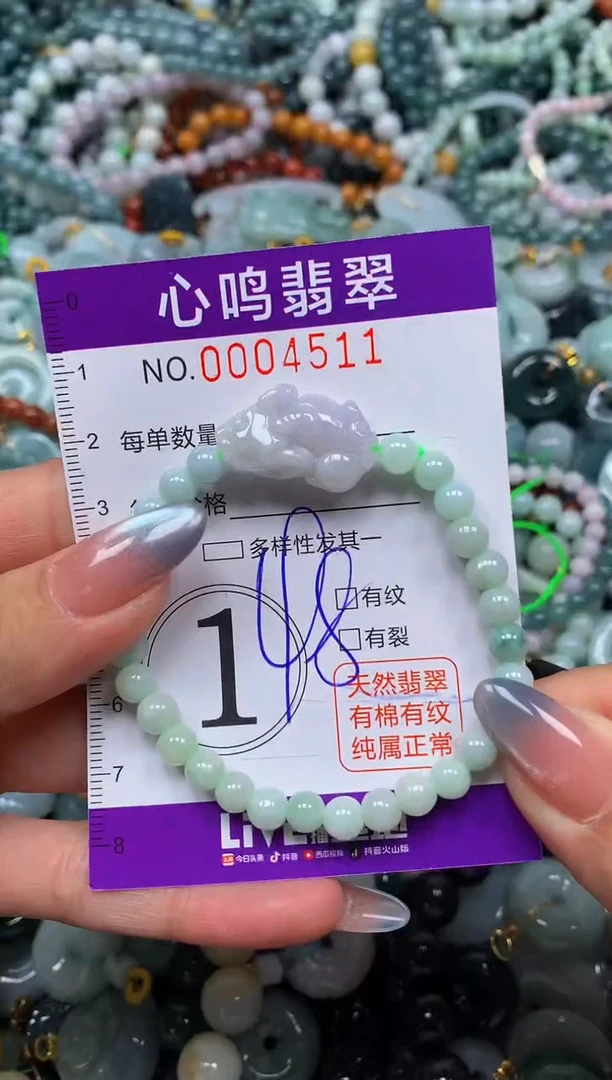 心鸣翡翠
NO.0004511
0
1
2
3
6
7
8
每单数量
格
多样性发其一
48
1
有纹
有裂
天然翡翠
有棉有纹
纯属正常
LiVE
今日头条 抖音 西瓜视频 抖音火山版